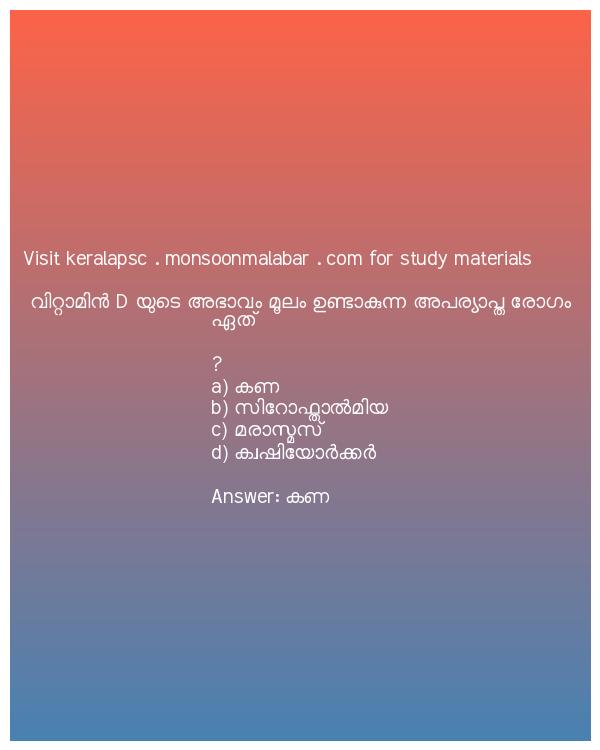 Visit keralapsc . monsoonmalabar . com for study materials
വിറ്റാമിൻ D യുടെ അഭാവം മൂലം ഉണ്ടാകുന്ന അപര്യാപ്ത രോഗം
ഏത്
?
a) കണ
b) സിറോഫ്താൽമിയ
c) മരാസ്മസ്
d) ക്വഷിയോർക്കർ
Answer: കണ